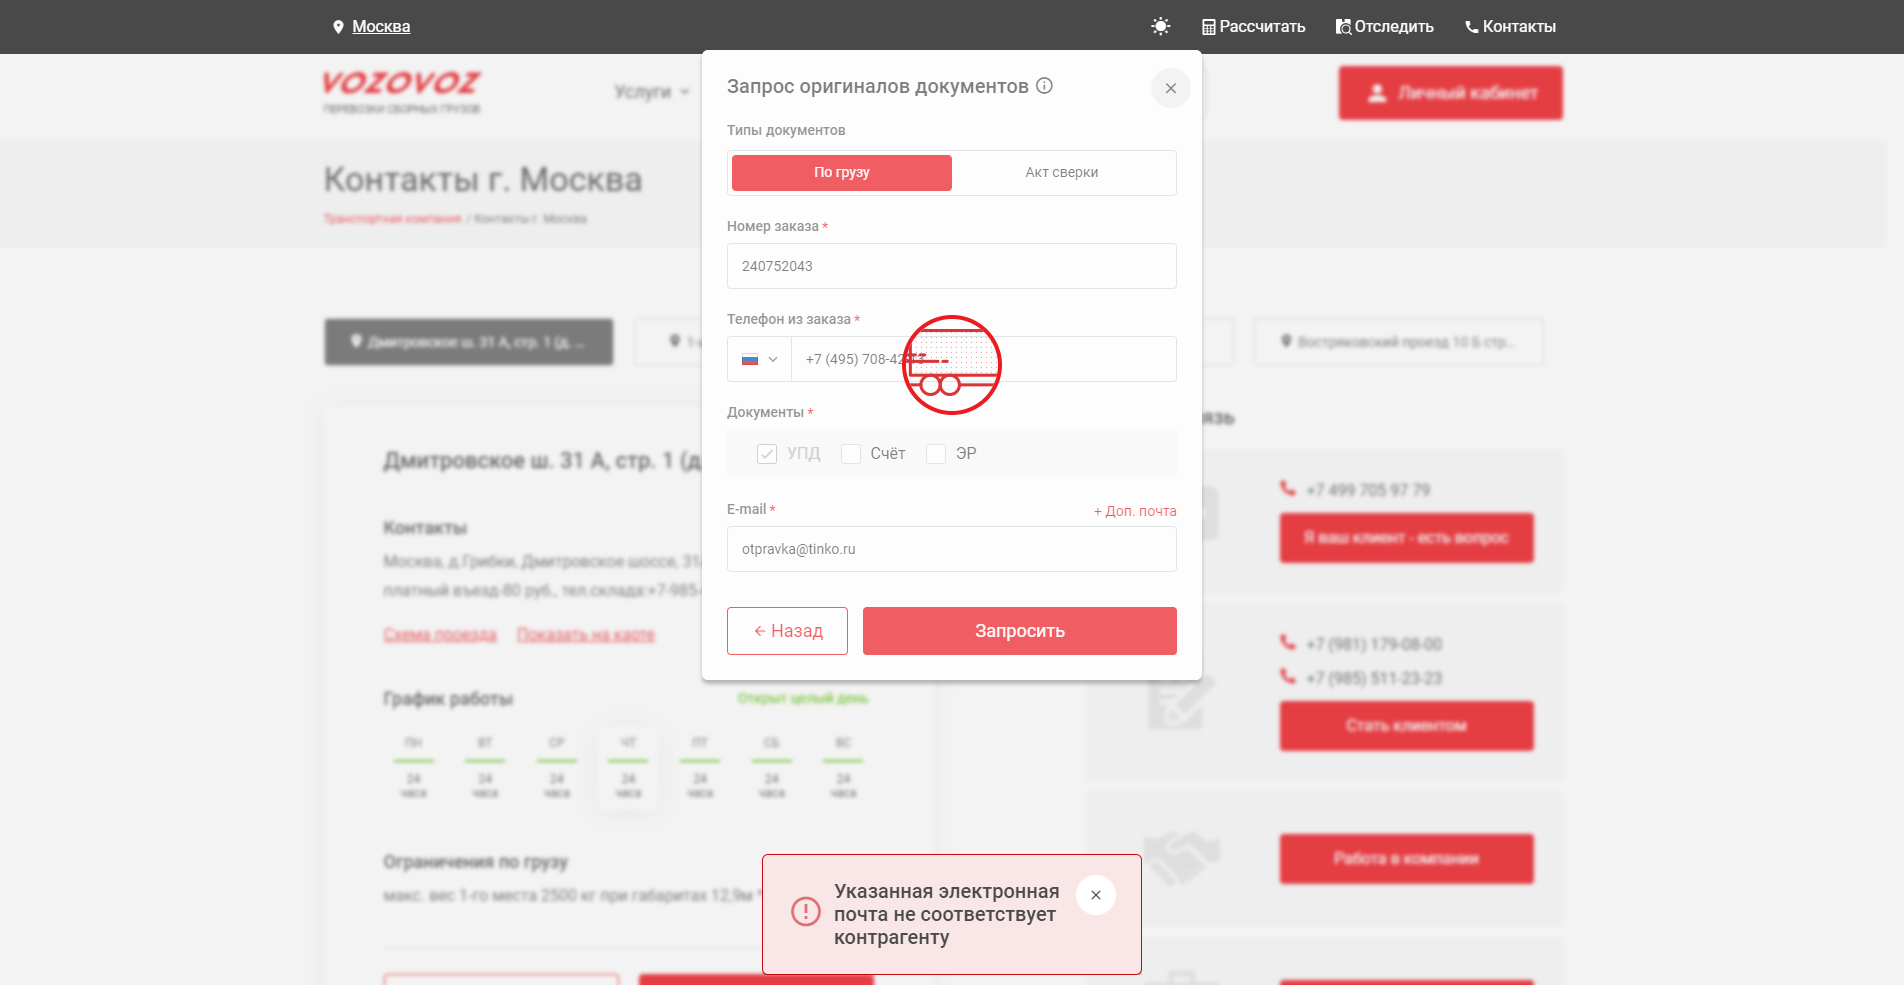 Москва
Рассчитать
Отследить
Контакты
VOZOVOZ
ПЕРЕВОЗКИ СБОРНЫХ ГРУЗОВ
Услуги
Личный кабинет
Контакты г. Москва
Транспортная компания / Контакты г. Москва
Запрос оригиналов документов
Типы документов
По грузу
Акт сверки
Номер заказа *
240752043
Телефон из заказа *
+7 (495) 708-42-13
Документы *
УПД
Счёт
ЭР
E-mail *
+ Доп. почта
otpravka@tinko.ru
← Назад
Запросить
Дмитровское ш. 31 А, стр. 1 (д. ...
Востряковский проезд 10 Б стр...
Дмитровское ш. 31 А, стр. 1 (д.
Контакты
Москва, д.Грибки, Дмитровское шоссе, 31
платный въезд-80 руб., тел.склада:+7-985-
Схема проезда
Показать на карте
График работы
Открыт целый день
ПН ВТ СР ЧТ ПТ СБ ВС
24 24 24 24 24 24 24
часа часа часа часа часа часа часа
Ограничения по грузу
макс. вес 1-го места 2500 кг при габаритах 12,9м *
+7 499 705 97 79
Я ваш клиент - есть вопрос
+7 (981) 179-08-00
+7 (985) 511-23-23
Стать клиентом
Работа в компании
Указанная электронная
почта не соответствует
контрагенту